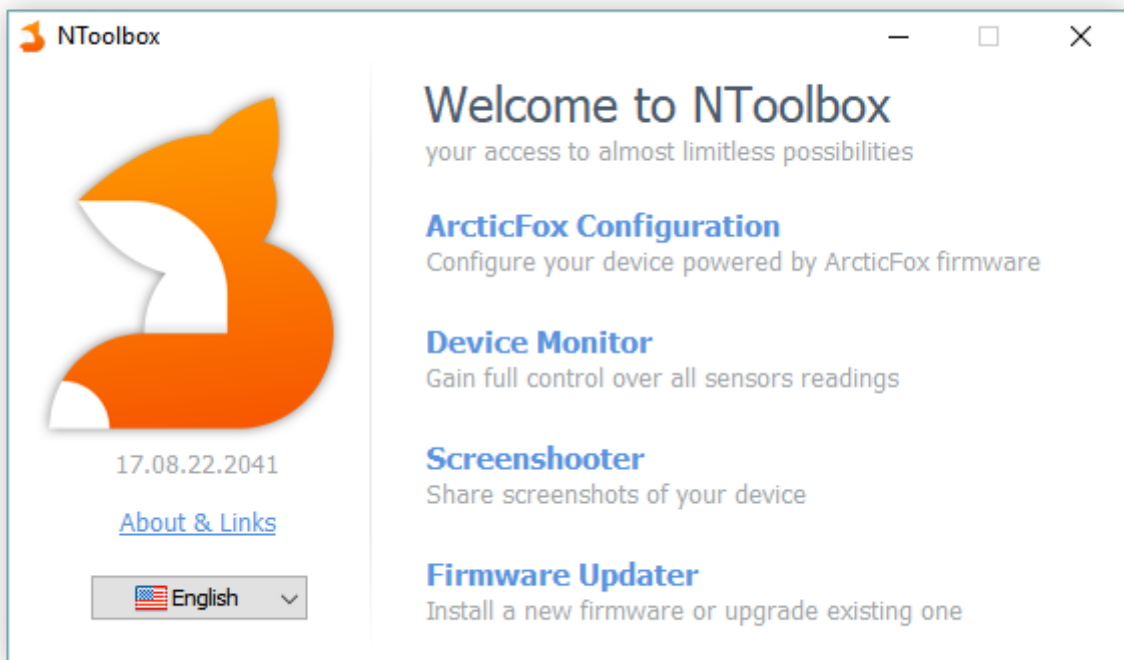 NToolbox
Welcome to NToolbox
your access to almost limitless possibilities
ArcticFox Configuration
Configure your device powered by ArcticFox firmware
Device Monitor
Gain full control over all sensors readings
Screenshooter
Share screenshots of your device
Firmware Updater
Install a new firmware or upgrade existing one
17.08.22.2041
About & Links
English